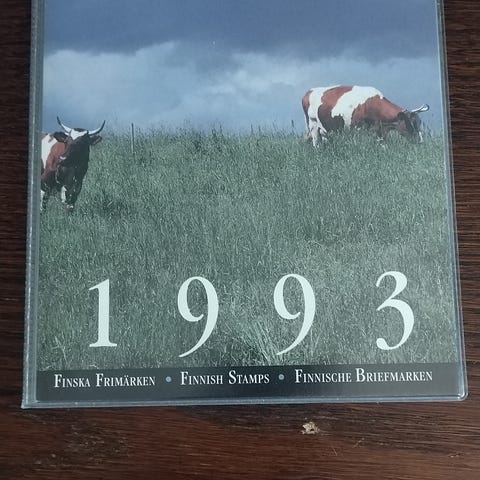 1993
FINSKA FRIMÄRKEN • FINNISH STAMPS • FINNISCHE BRIEFMARKEN